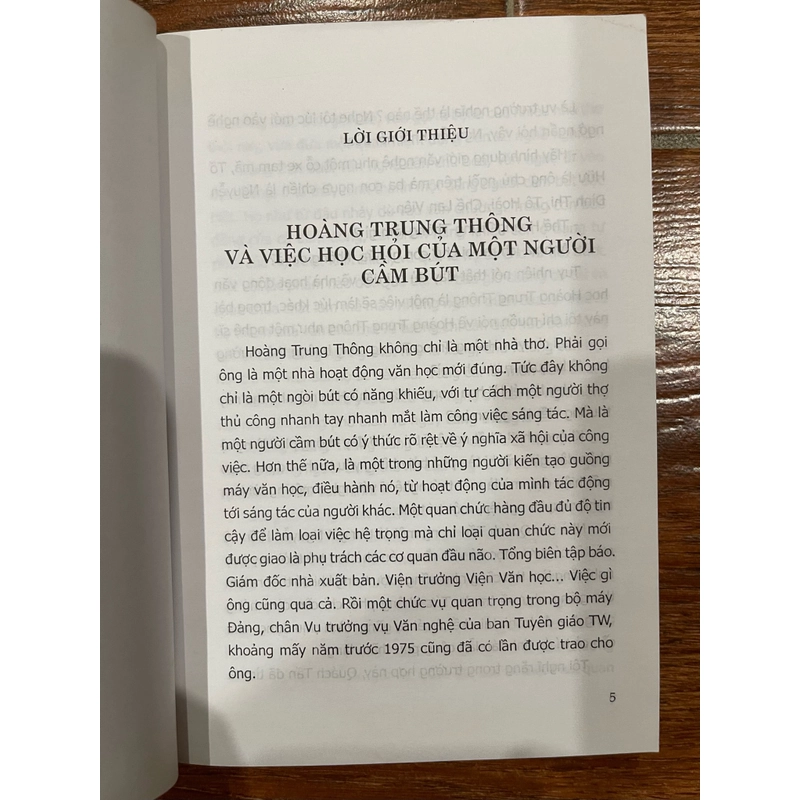 LỜI GIỚI THIỆU
HOÀNG TRUNG THÔNG
VÀ VIỆC HỌC HỎI CỦA MỘT NGƯỜI
CẦM BÚT
Hoàng Trung Thông không chỉ là một nhà thơ. Phải gọi
ông là một nhà hoạt động văn học mới đúng. Tức đây không
chỉ là một ngòi bút có năng khiếu, với tự cách một người thợ
thủ công nhanh tay nhanh mắt làm công việc sáng tác. Mà là
một người cầm bút có ý thức rõ rệt về ý nghĩa xã hội của công
việc. Hơn thế nữa, là một trong những người kiến tạo guồng
máy văn học, điều hành nó, từ hoạt động của mình tác động
tới sáng tác của người khác. Một quan chức hàng đầu đủ độ tin
cậy để làm loại việc hệ trọng mà chỉ loại quan chức này mới
được giao là phụ trách các cơ quan đầu não. Tổng biên tập báo.
Giám đốc nhà xuất bản. Viện trưởng Viện Văn học... Việc gì
ông cũng qua cả. Rồi một chức vụ quan trọng trong bộ máy
Đảng, chân Vụ trưởng vụ Văn nghệ của ban Tuyên giáo TW,
khoảng mấy năm trước 1975 cũng đã có lần được trao cho
ông.
5